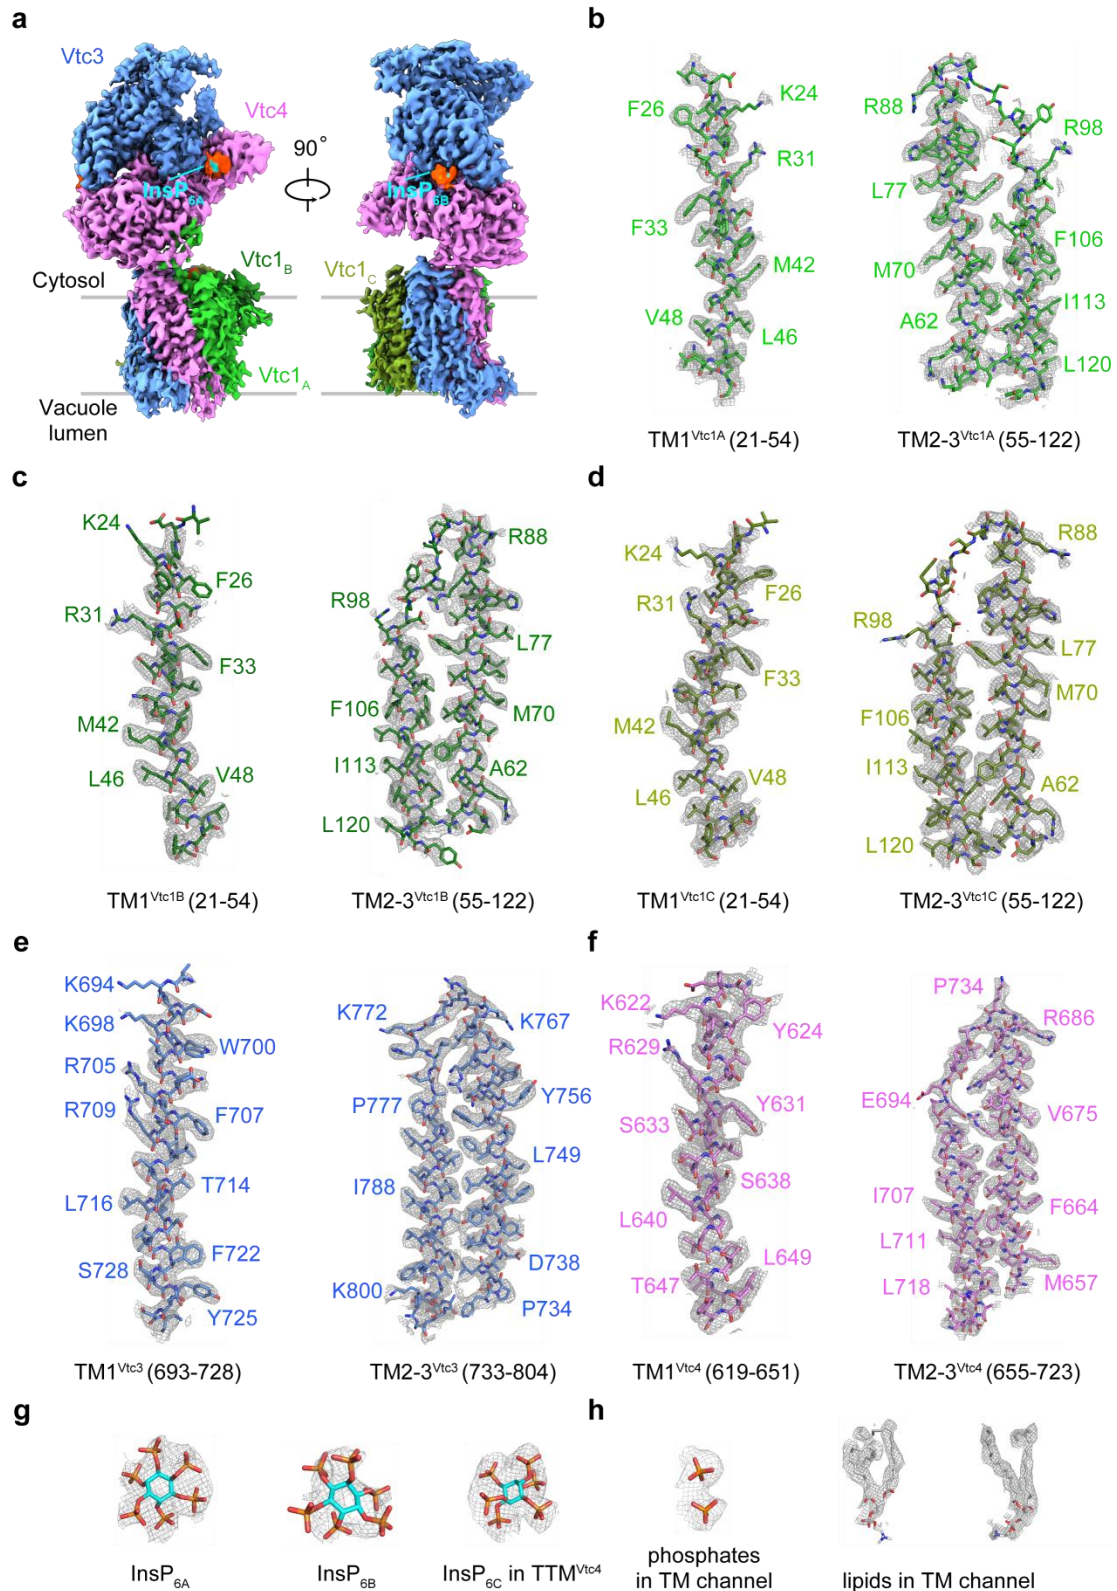 a
Vtc3
Vtc4
90°
InsP6A
InsP6B
Vtc1B
Vtc1C
Cytosol
Vtc1A
Vacuole
lumen
b
K24
F26
R31
F33
M42
V48
L46
TM1Vtc1A (21-54)
R88
R98
L77
F106
M70
I113
A62
L120
TM2-3Vtc1A (55-122)
c
K24
F26
R31
F33
M42
L46
V48
TM1Vtc1B (21-54)
R88
R98
L77
F106
M70
I113
A62
L120
TM2-3Vtc1B (55-122)
d
K24
F26
R31
F33
M42
V48
L46
TM1Vtc1C (21-54)
R88
R98
L77
M70
F106
I113
A62
L120
TM2-3Vtc1C (55-122)
e
K694
K698
W700
R705
R709
F707
T714
L716
F722
S728
Y725
TM1Vtc3 (693-728)
K772
K767
Y756
P777
L749
I788
D738
K800
P734
TM2-3Vtc3 (733-804)
f
K622
Y624
R629
Y631
S633
S638
L640
L649
T647
TM1Vtc4 (619-651)
P734
R686
E694
V675
I707
F664
L711
L718
M657
TM2-3Vtc4 (655-723)
g
InsP6A
InsP6B
InsP6C in TTMVtc4
h
phosphates
in TM channel
lipids in TM channel